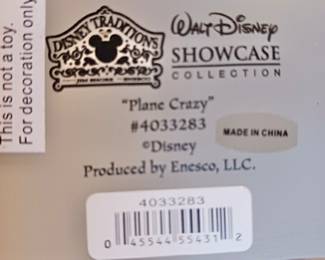 This is not a toy.
For decoration only
DISNEY TRADITIONS
WALT DISNEY
SHOWCASE
COLLECTION
"Plane Crazy"
#4033283
MADE IN CHINA
©Disney
Produced by Enesco, LLC.
4033283
0 45544 55431 2